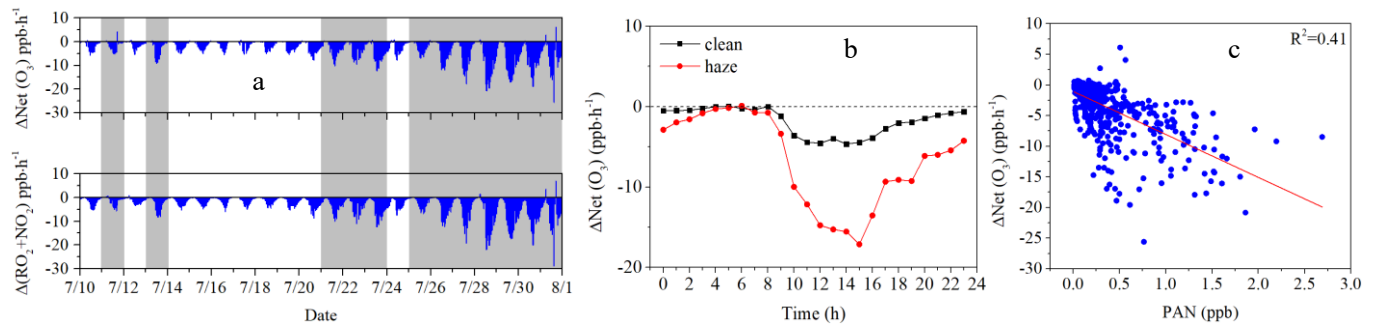 ΔNet (O₃) ppb·h⁻¹
10
0
-10
-20
-30
a
Δ(RO₂+NO₂) ppb·h⁻¹
10
0
-10
-20
-30
7/10 7/12 7/14 7/16 7/18 7/20 7/22 7/24 7/26 7/28 7/30 8/1
Date
ΔNet (O₃) (ppb·h⁻¹)
10
0
-10
-20
clean
haze
b
0 2 4 6 8 10 12 14 16 18 20 22 24
Time (h)
ΔNet (O₃) (ppb·h⁻¹)
10
5
0
-5
-10
-15
-20
-25
-30
c
R²=0.41
0.0 0.5 1.0 1.5 2.0 2.5 3.0
PAN (ppb)